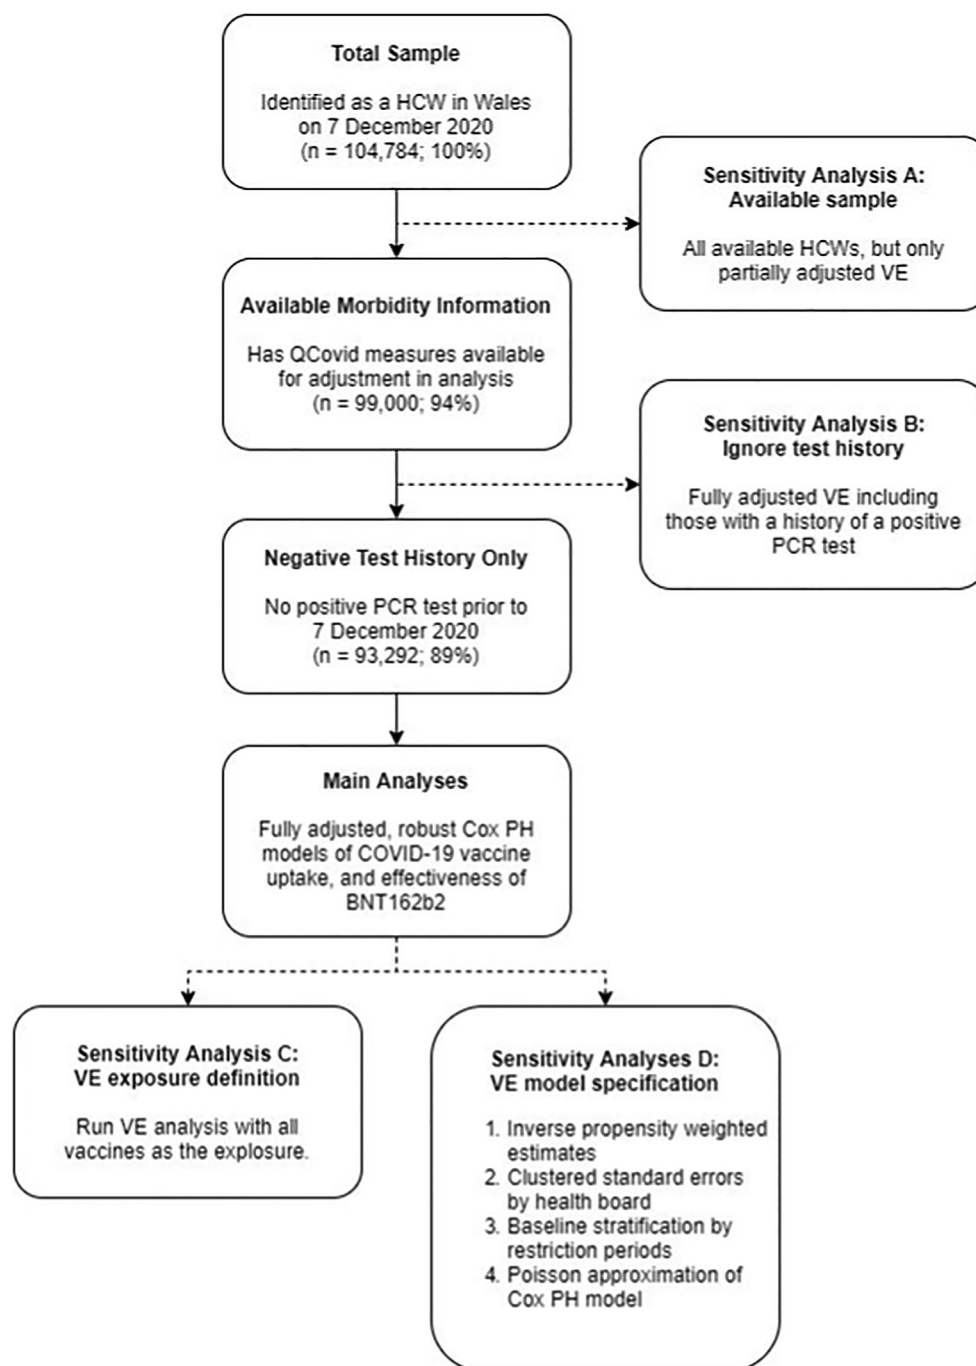 Total Sample
Identified as a HCW in Wales
on 7 December 2020
(n = 104,784; 100%)
Sensitivity Analysis A:
Available sample
All available HCWs, but only
partially adjusted VE
Available Morbidity Information
Has QCovid measures available
for adjustment in analysis
(n = 99,000; 94%)
Sensitivity Analysis B:
Ignore test history
Fully adjusted VE including
those with a history of a positive
PCR test
Negative Test History Only
No positive PCR test prior to
7 December 2020
(n = 93,292; 89%)
Main Analyses
Fully adjusted, robust Cox PH
models of COVID-19 vaccine
uptake, and effectiveness of
BNT162b2
Sensitivity Analysis C:
VE exposure definition
Run VE analysis with all
vaccines as the explosure.
Sensitivity Analyses D:
VE model specification
1. Inverse propensity weighted
estimates
2. Clustered standard errors
by health board
3. Baseline stratification by
restriction periods
4. Poisson approximation of
Cox PH model